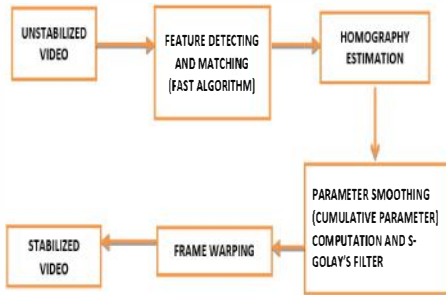 UNSTABILIZED
VIDEO
FEATURE DETECTING
AND MATCHING
(FAST ALGORITHM)
HOMOGRAPHY
ESTIMATION
PARAMETER SMOOTHING
(CUMULATIVE PARAMETER)
COMPUTATION AND S-
GOLAY'S FILTER
FRAME WARPING
STABILIZED
VIDEO